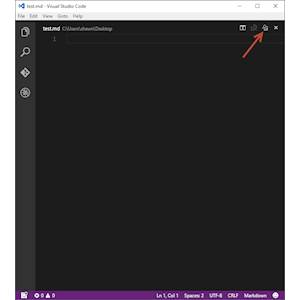 test.md - Visual Studio Code
File Edit View Goto Help
test.md C:\Users\shawn\Desktop
1
0 0 Ln 1, Col 1 Spaces: 2 UTF-8 CRLF Markdown